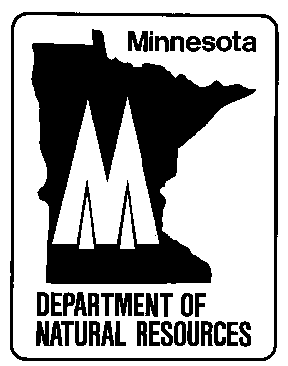 Minnesota
M
DEPARTMENT OF
NATURAL RESOURCES